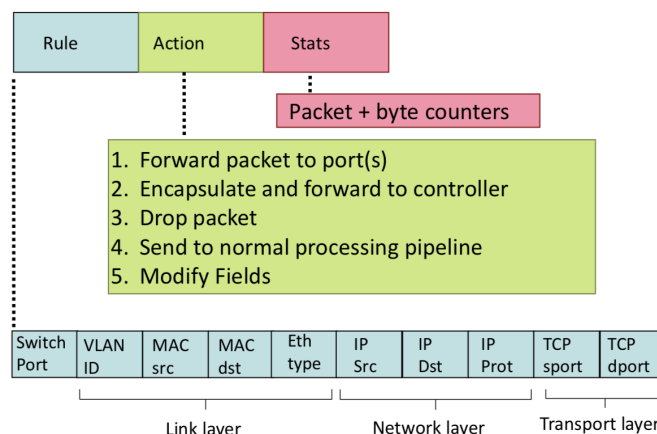 Rule Action Stats
Packet + byte counters
1. Forward packet to port(s)
2. Encapsulate and forward to controller
3. Drop packet
4. Send to normal processing pipeline
5. Modify Fields
Switch Port
VLAN ID
MAC src
MAC dst
Eth type
IP Src
IP Dst
IP Prot
TCP sport
TCP dport
Link layer
Network layer
Transport layer